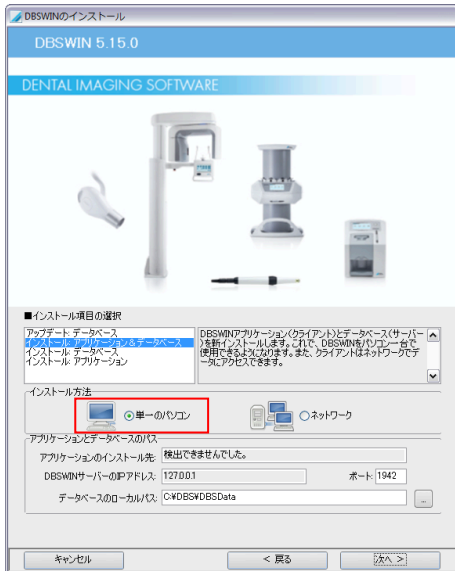 DBSWINのインストール
DBSWIN 5.15.0
DENTAL IMAGING SOFTWARE
■インストール項目の選択
アップデート: データベース
インストール: アプリケーション&データベース
インストール: データベース
インストール: アプリケーション
DBSWINアプリケーション(クライアント)とデータベース(サーバー
)を新インストールします。これで、DBSWINをパソコン一台で
使用できるようになります。また、クライアントはネットワークでデ
ータにアクセスできます。
インストール方法
単一のパソコン
ネットワーク
アプリケーションとデータベースのパス
アプリケーションのインストール先: 検出できませんでした。
DBSWINサーバーのIPアドレス: 127.0.0.1 ポート: 1942
データベースのローカルパス: C:¥DBS¥DBSData ...
キャンセル < 戻る 次へ >